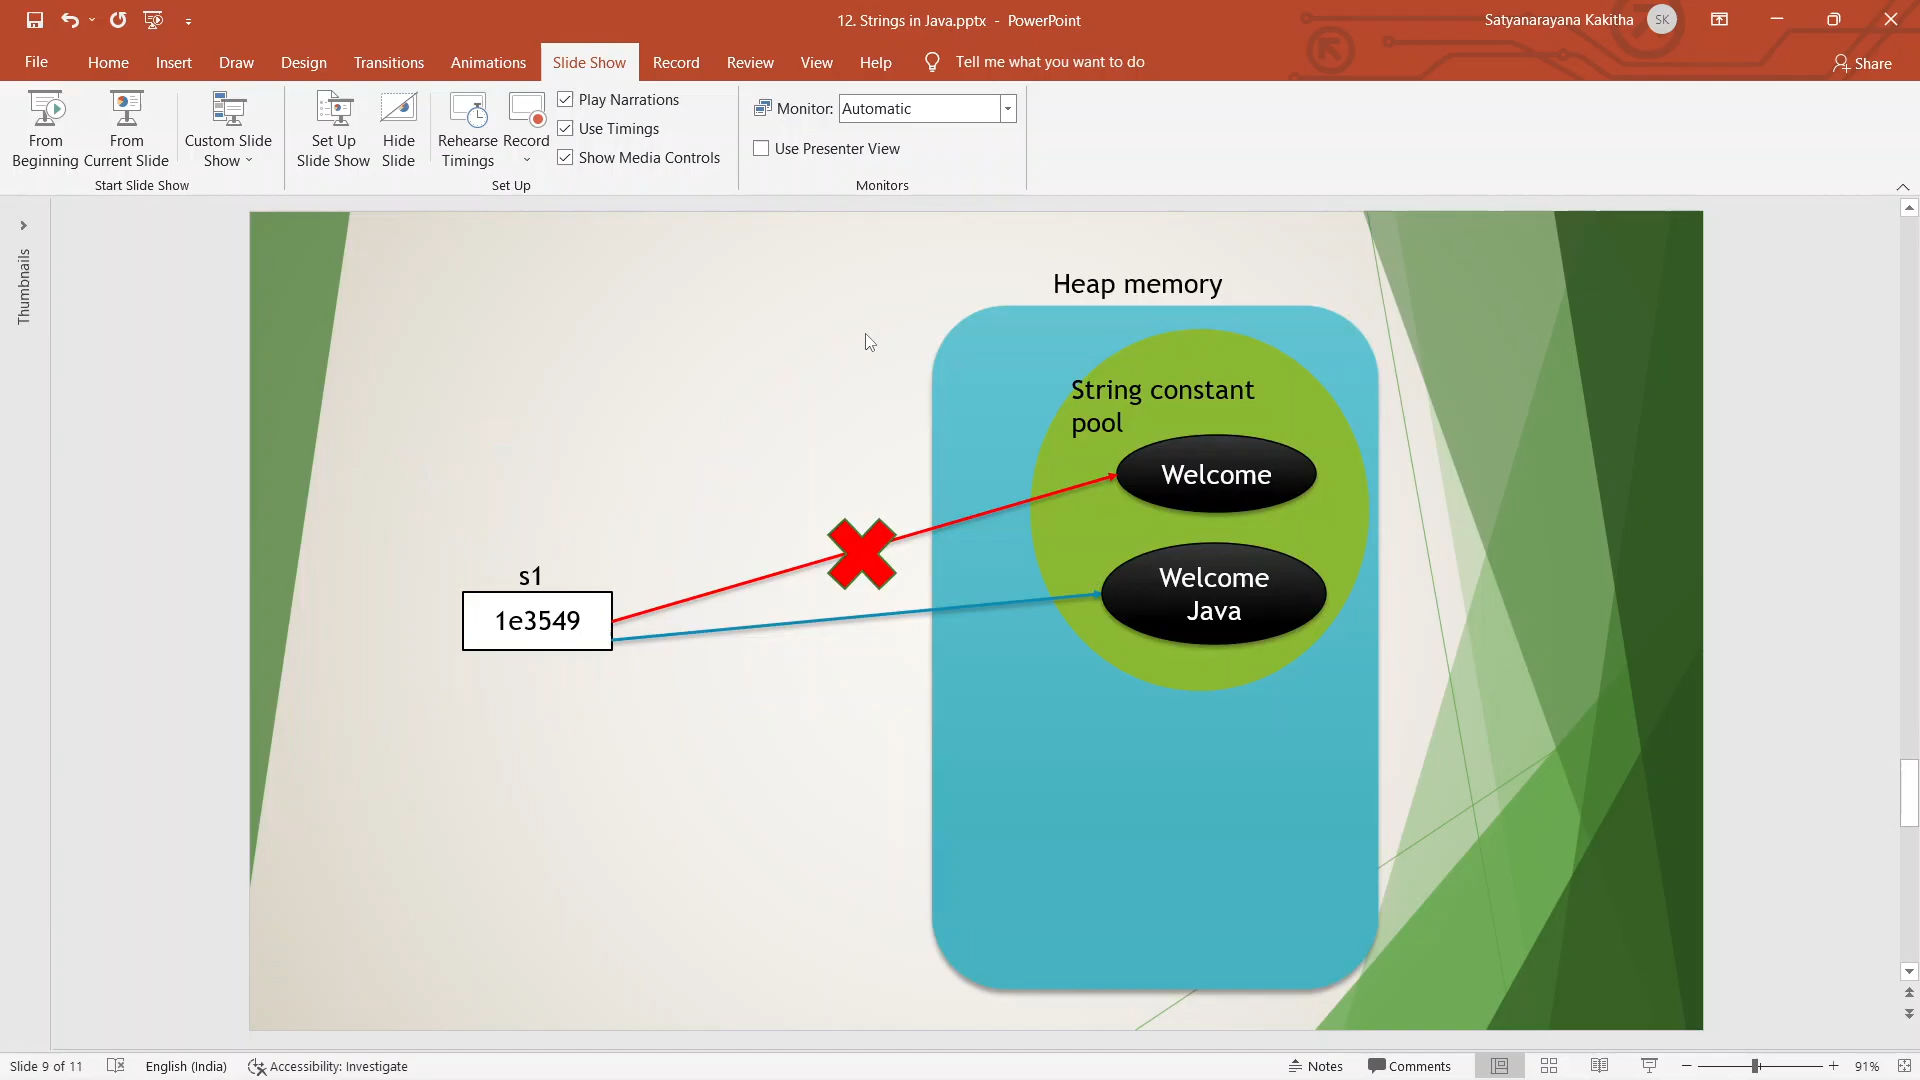 12. Strings in Java.pptx - PowerPoint
Satyanarayana Kakitha
SK
File
Home
Insert
Draw
Design
Transitions
Animations
Slide Show
Record
Review
View
Help
Tell me what you want to do
Share
From
Beginning
From
Current Slide
Custom Slide
Show
Start Slide Show
Set Up
Slide Show
Hide
Slide
Rehearse
Timings
Record
Play Narrations
Use Timings
Show Media Controls
Set Up
Monitor:
Automatic
Use Presenter View
Monitors
Thumbnails
Heap memory
String constant
pool
Welcome
Welcome
Java
s1
1e3549
Slide 9 of 11
English (India)
Accessibility: Investigate
Notes
Comments
91%